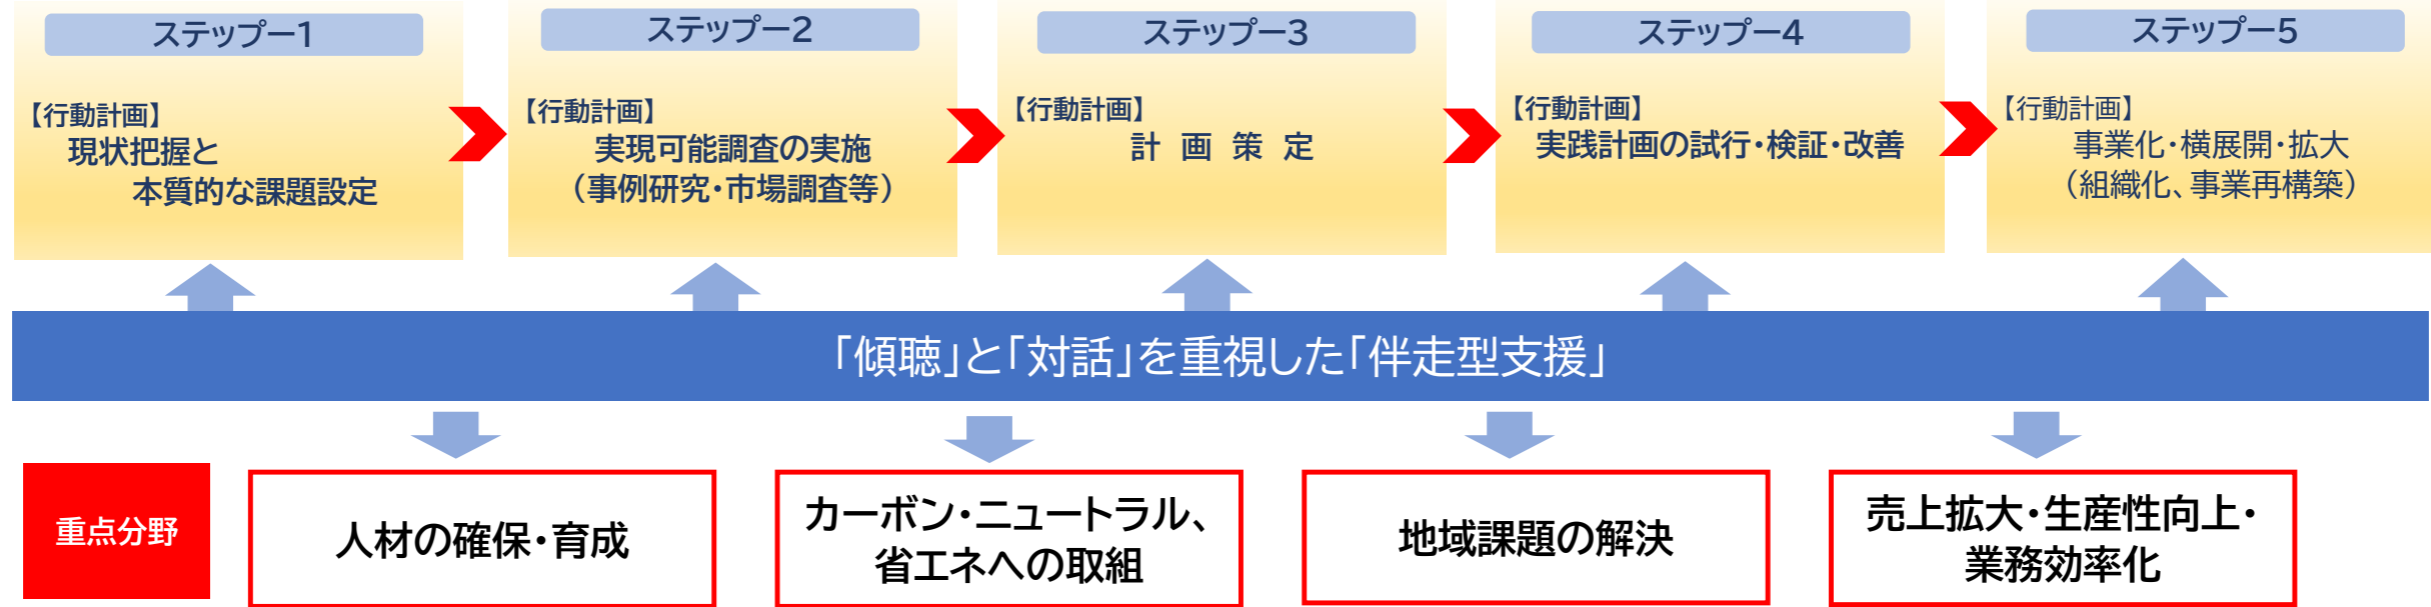 ステップー1
【行動計画】
現状把握と
本質的な課題設定
ステップー2
【行動計画】
実現可能調査の実施
（事例研究・市場調査等）
ステップー3
【行動計画】
計 画 策 定
ステップー4
【行動計画】
実践計画の試行・検証・改善
ステップー5
【行動計画】
事業化・横展開・拡大
（組織化、事業再構築）
「傾聴」と「対話」を重視した「伴走型支援」
重点分野
人材の確保・育成
カーボン・ニュートラル、
省エネへの取組
地域課題の解決
売上拡大・生産性向上・
業務効率化